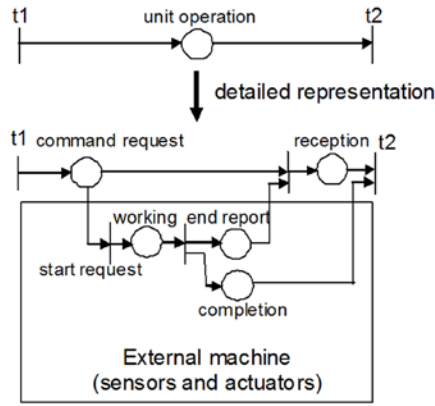 t1 unit operation t2
detailed representation
t1 command request reception t2
working end report
start request
completion
External machine
(sensors and actuators)